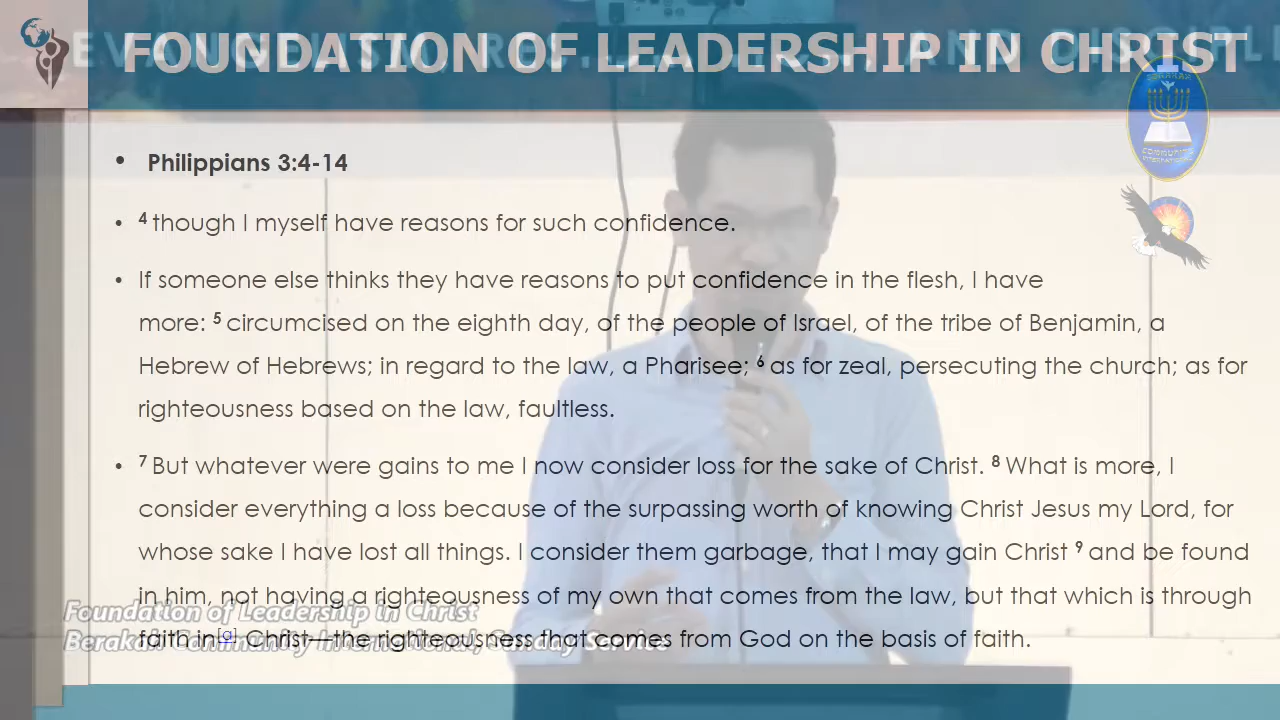 FOUNDATION OF LEADERSHIP IN CHRIST
• Philippians 3:4-14
• 4 though I myself have reasons for such confidence.
• If someone else thinks they have reasons to put confidence in the flesh, I have
more: 5 circumcised on the eighth day, of the people of Israel, of the tribe of Benjamin, a
Hebrew of Hebrews; in regard to the law, a Pharisee; 6 as for zeal, persecuting the church; as for
righteousness based on the law, faultless.
• 7 But whatever were gains to me I now consider loss for the sake of Christ. 8 What is more, I
consider everything a loss because of the surpassing worth of knowing Christ Jesus my Lord, for
whose sake I have lost all things. I consider them garbage, that I may gain Christ 9 and be found
in him, not having a righteousness of my own that comes from the law, but that which is through
faith in[a] Christ—the righteousness that comes from God on the basis of faith.
Foundation of Leadership in Christ
Berakah Community International, Sunday Service
COMMUNITY
INTERNATIONAL